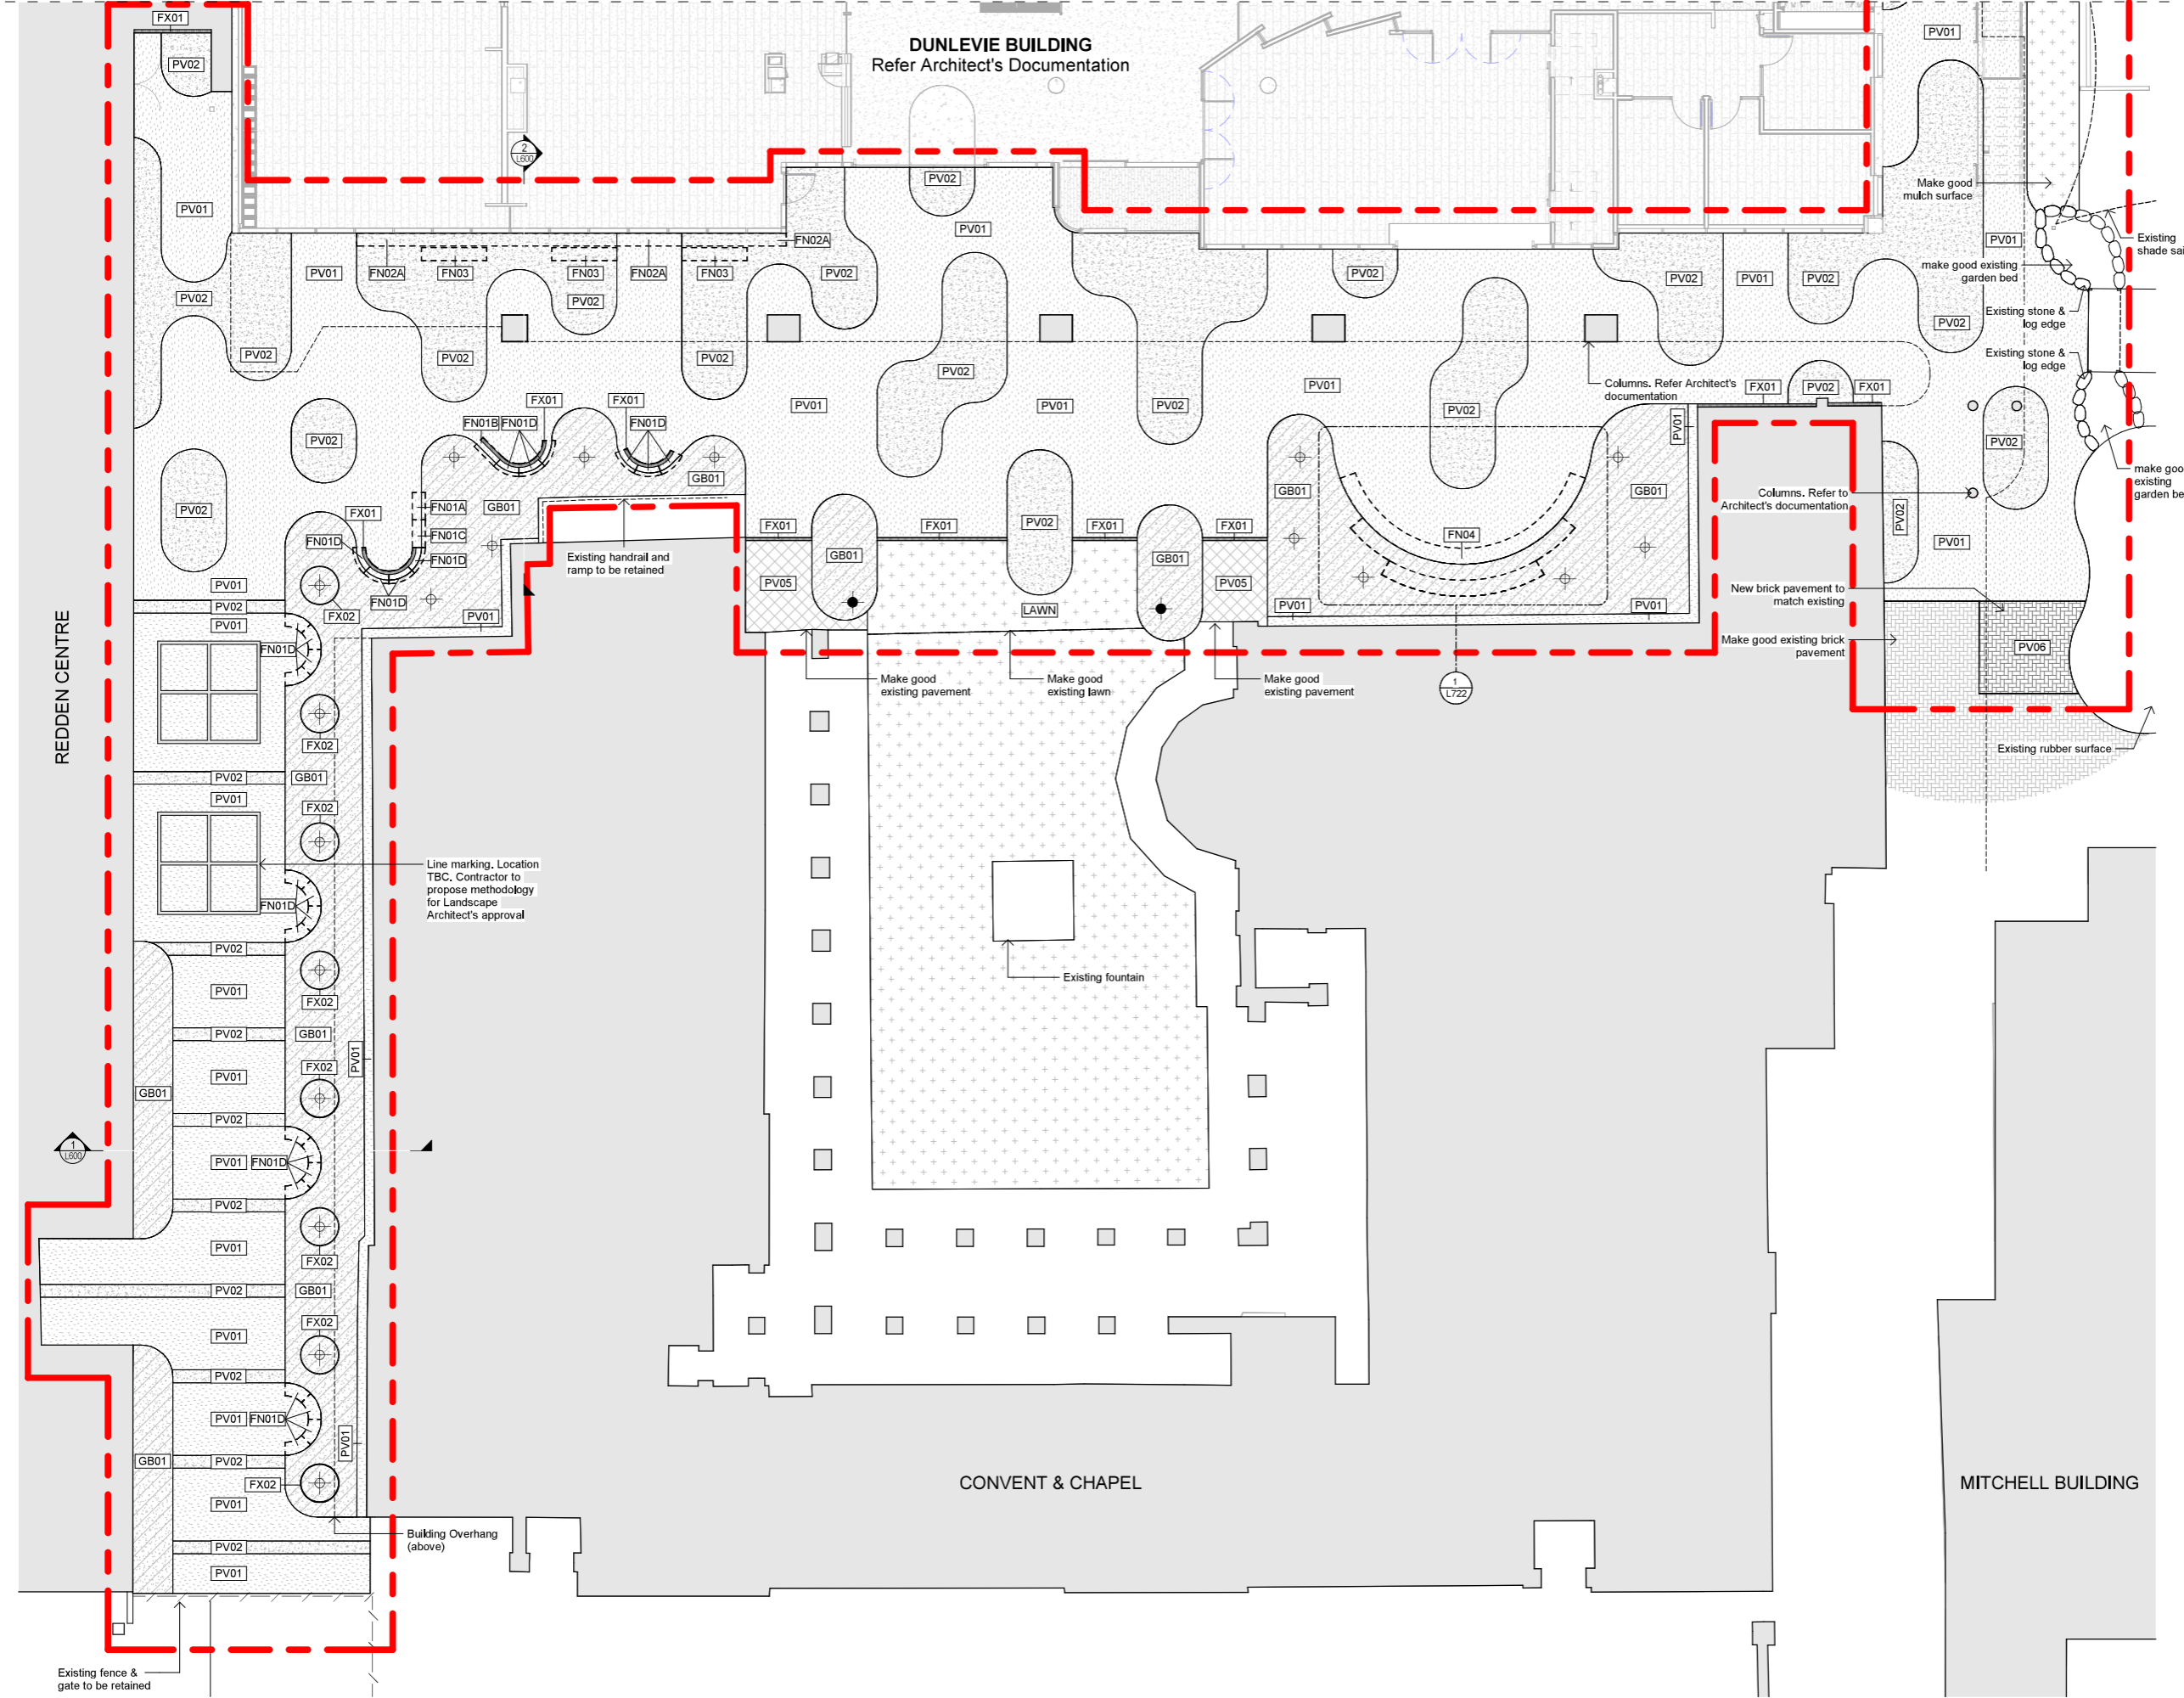 FX01
DUNLEVIE BUILDING
Refer Architect's Documentation
PV01
PV02
2
L600
PV02
Make good
mulch surface
PV01
PV01
FN02A
PV01
Existing
PV01
FN02A
FN03
FN03
FN02A
FN03
PV02
PV02
PV02
PV01
PV02
make good existing
garden bed
shade sai
PV02
PV02
Existing stone &
log edge
PV02
PV02
PV02
PV02
PV02
Existing stone &
log edge
Columns. Refer Architect's
documentation
PV01
FX01
PV02
FX01
FX01
FX01
PV01
PV01
PV02
PV02
FN01B
FN01D
FN01D
PV01
PV02
PV02
GB01
make goo
existing
garden be
PV02
FX01
FN01A
GB01
GB01
GB01
Columns. Refer to
Architect's documentation
PV02
FN01D
FN01C
FX01
FX01
PV02
FX01
FX01
FN04
PV01
Existing handrail and
ramp to be retained
FN01D
GB01
GB01
PV01
PV02
FN01D
FX02
PV01
PV05
LAWN
PV05
PV01
PV01
New brick pavement to
match existing
PV01
REDDEN CENTRE
FN01D
Make good existing brick
pavement
PV06
Make good
existing pavement
Make good
existing lawn
Make good
existing pavement
1
L722
FX02
Existing rubber surface
PV02
GB01
PV01
FX02
Line marking. Location
TBC. Contractor to
propose methodology
for Landscape
Architect's approval
FN01D
PV02
Existing fountain
PV01
FX02
PV02
GB01
PV01
FX02
PV01
GB01
PV02
1
L600
PV01
FN01D
PV02
PV01
FX02
PV02
GB01
FX02
PV01
PV02
PV01
FN01D
PV01
GB01
PV02
FX02
PV01
CONVENT & CHAPEL
MITCHELL BUILDING
Building Overhang
(above)
PV02
PV01
Existing fence &
gate to be retained